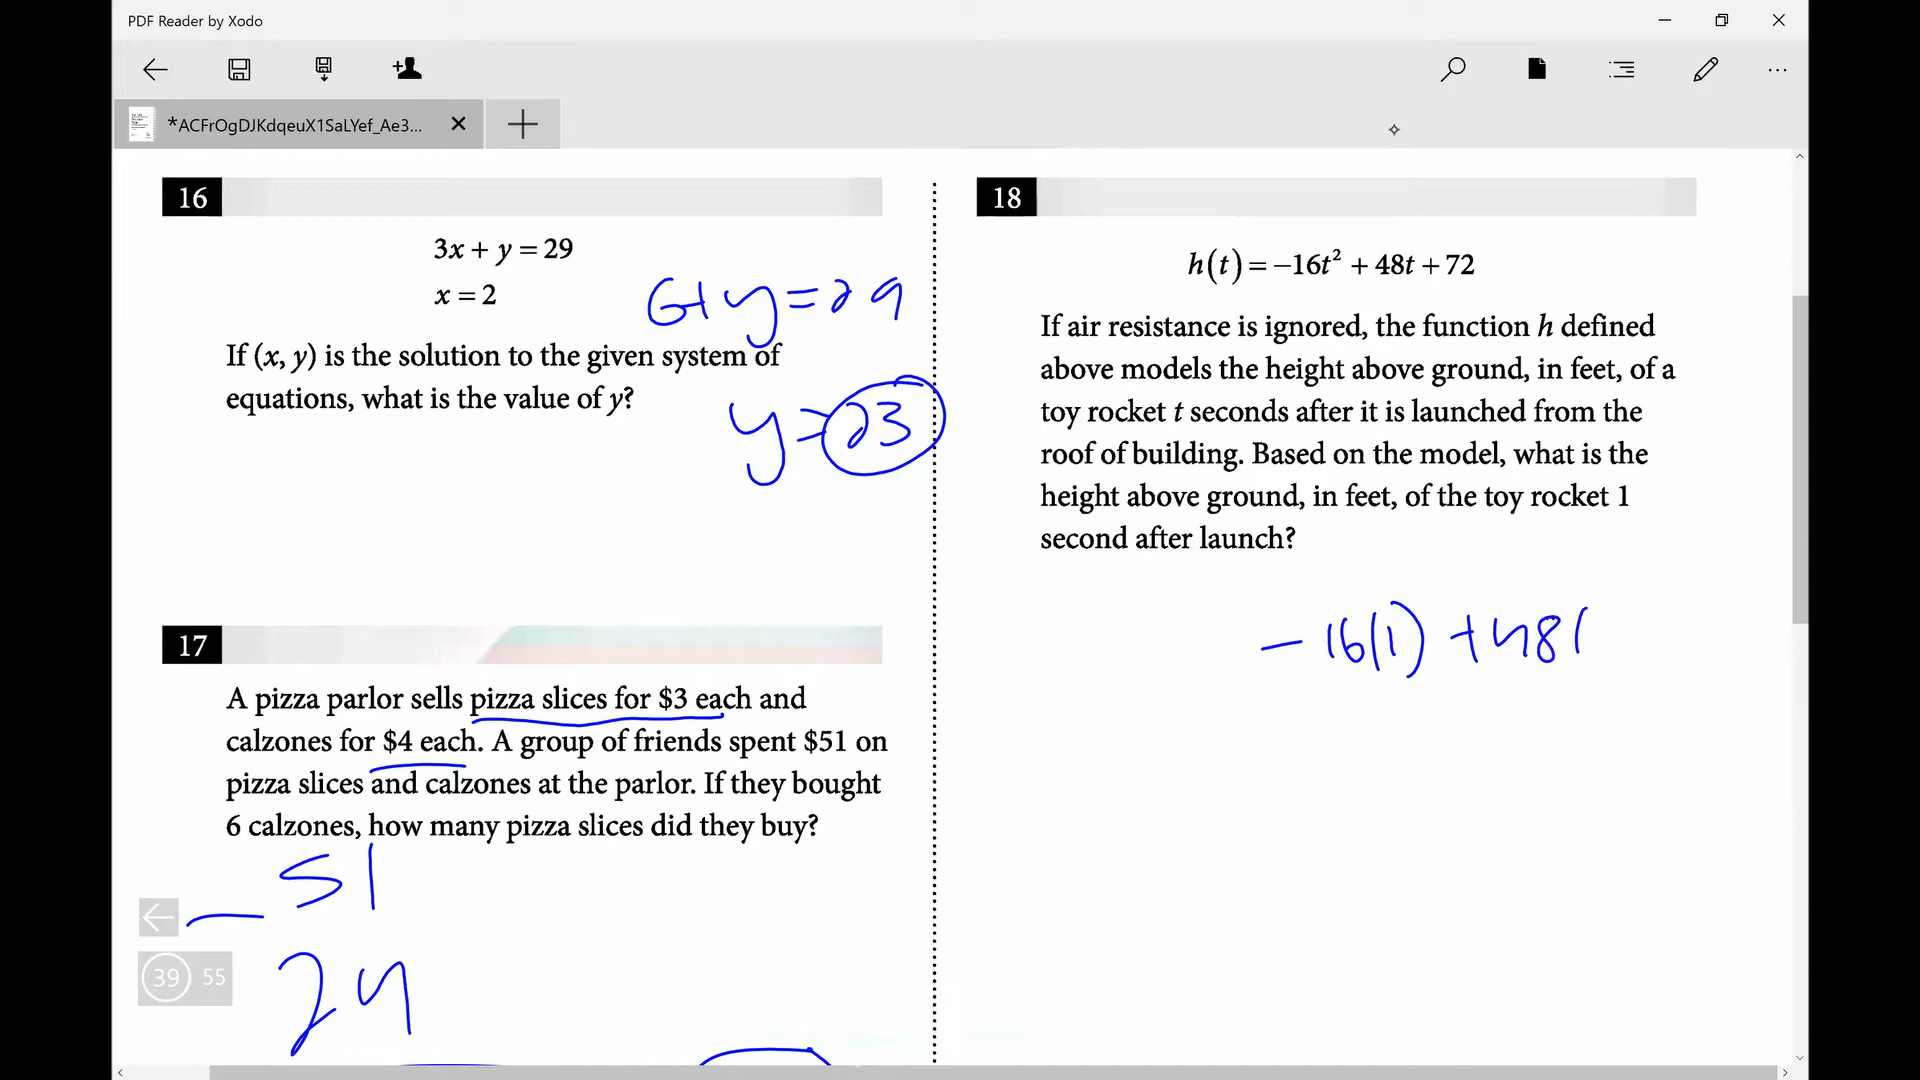 PDF Reader by Xodo
*ACFrOgDJKdqeuX1SaLYef_Ae3...
16
3x + y = 29
x = 2
6+y=29
If (x, y) is the solution to the given system of
equations, what is the value of y?
y=23
17
A pizza parlor sells pizza slices for $3 each and
calzones for $4 each. A group of friends spent $51 on
pizza slices and calzones at the parlor. If they bought
6 calzones, how many pizza slices did they buy?
51
— 
24
39 55
18
h(t) = −16t² + 48t + 72
If air resistance is ignored, the function h defined
above models the height above ground, in feet, of a
toy rocket t seconds after it is launched from the
roof of building. Based on the model, what is the
height above ground, in feet, of the toy rocket 1
second after launch?
−16(1) +48(